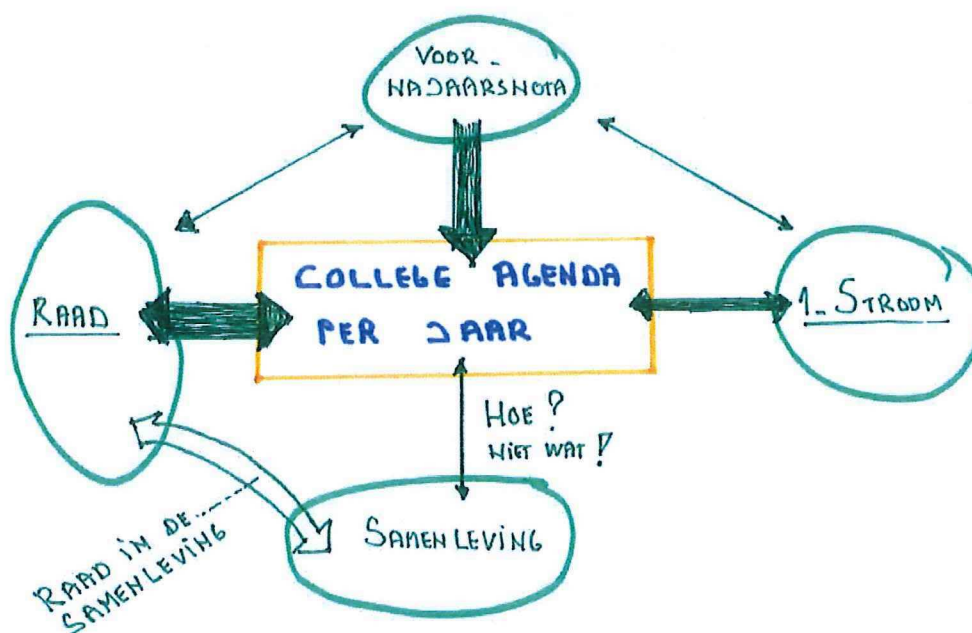 VOOR-
NAJAARSNOTA
COLLEGE AGENDA
PER JAAR
RAAD
1-STROOM
HOE?
NIET WAT!
SAMENLEVING
RAAD IN DE......
SAMENLEVING